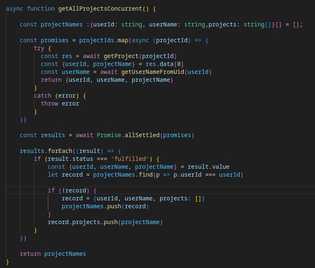 async function getAllProjectsConcurrent() {
const projectNames :{userId: string, userName: string,projects: string[]}[] = [];
const promises = projectIds.map(async (projectId) => {
try {
const res = await getProject(projectId)
const {userId, projectName} = res.data[0]
const userName = await getUserNameFromUid(userId)
return {userId, userName, projectName}
}
catch (error) {
throw error
}
})
const results = await Promise.allSettled(promises)
results.forEach((result) => {
if (result.status === 'fulfilled') {
const {userId, userName, projectName} = result.value
let record = projectNames.find(p => p.userId === userId)
if (!record) {
record = {userId, userName, projects: []}
projectNames.push(record)
}
record.projects.push(projectName)
}
})
return projectNames
}